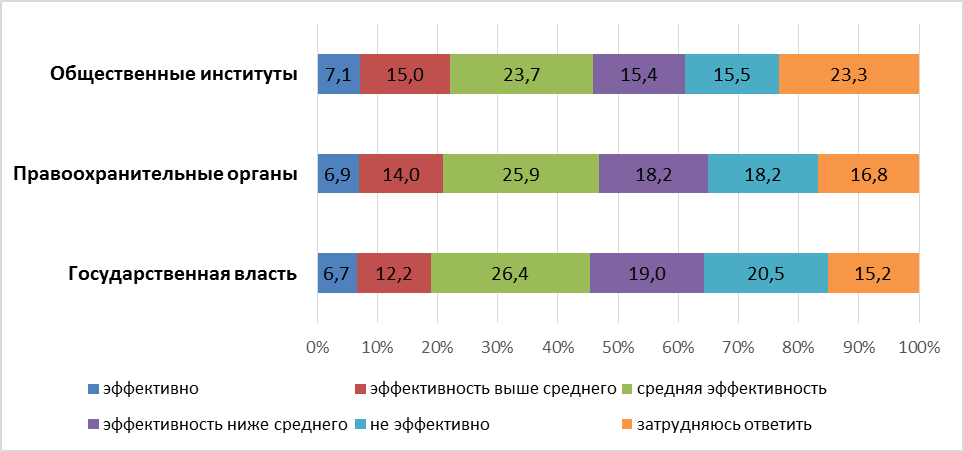 Общественные институты 7,1 15,0 23,7 15,4 15,5 23,3
Правоохранительные органы 6,9 14,0 25,9 18,2 18,2 16,8
Государственная власть 6,7 12,2 26,4 19,0 20,5 15,2
0% 10% 20% 30% 40% 50% 60% 70% 80% 90% 100%
эффективно эффективность выше среднего средняя эффективность
эффективность ниже среднего не эффективно затрудняюсь ответить